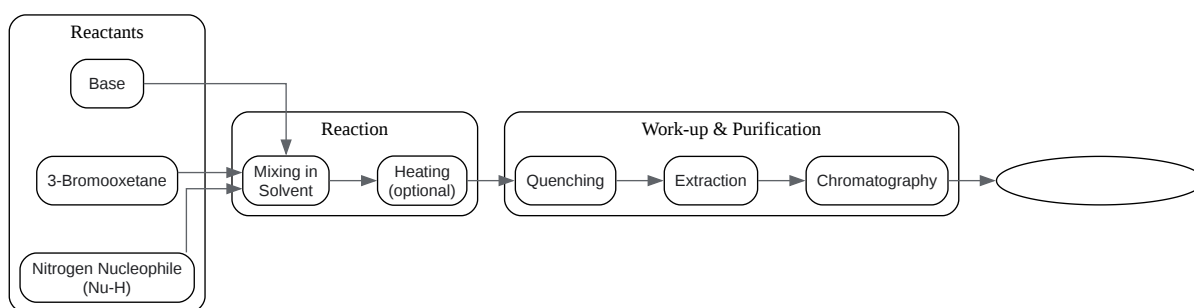 Reactants
Base
3-Bromooxetane
Nitrogen Nucleophile
(Nu-H)
Reaction
Mixing in
Solvent
Heating
(optional)
Work-up & Purification
Quenching
Extraction
Chromatography